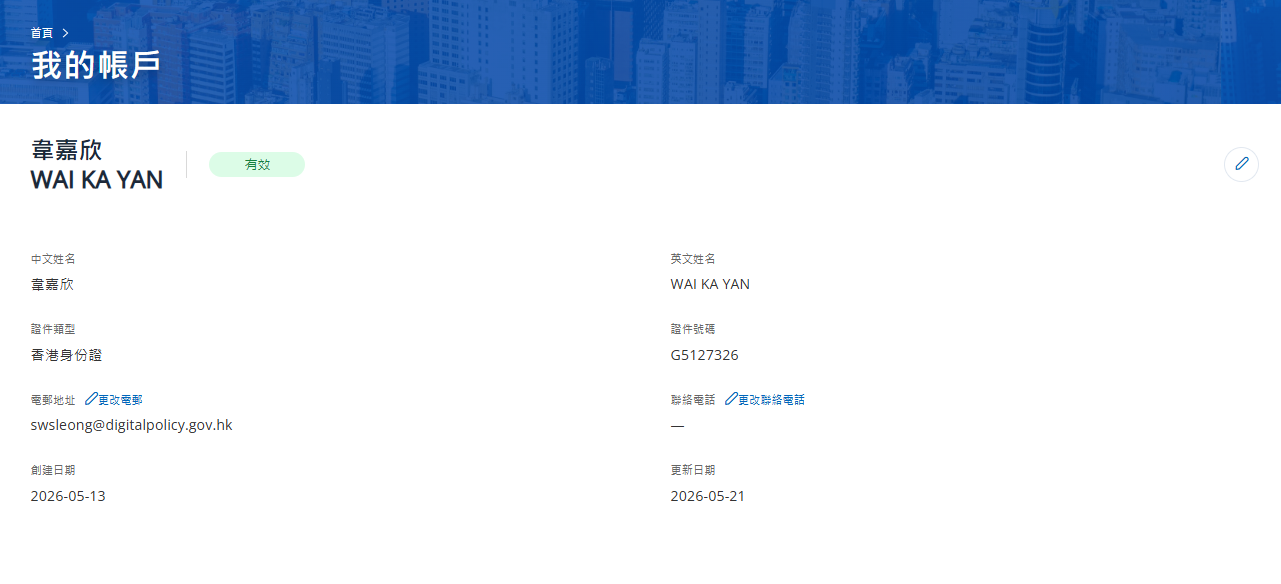 首頁
我的帳戶
韋嘉欣
WAI KA YAN
有效
中文姓名
英文姓名
韋嘉欣
WAI KA YAN
證件類型
證件號碼
香港身份證
G5127326
電郵地址 更改電郵
聯絡電話 更改聯絡電話
swsleong@digitalpolicy.gov.hk
—
創建日期
更新日期
2026-05-13
2026-05-21